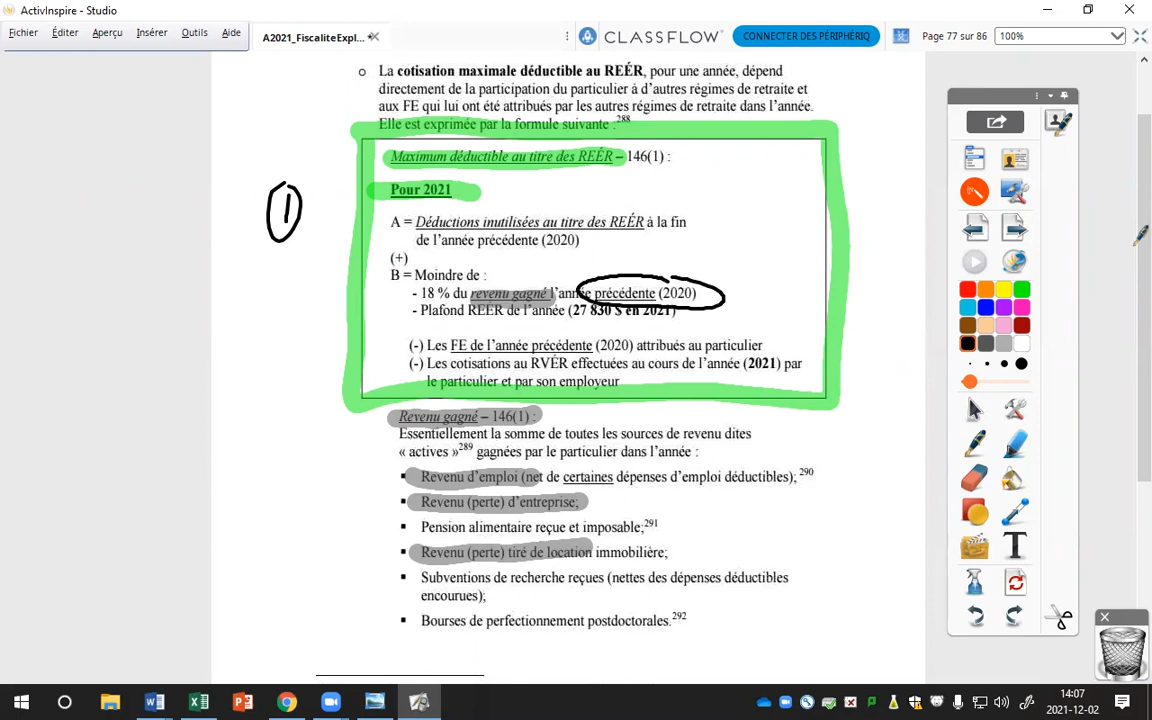 ActivInspire - Studio
Fichier Éditer Aperçu Insérer Outils Aide
A2021_FiscaliteExpl...
CLASSFLOW
CONNECTER DES PÉRIPHÉRIQ
Page 77 sur 86
100%
o La cotisation maximale déductible au REÉR, pour une année, dépend
directement de la participation du particulier à d'autres régimes de retraite et
aux FE qui lui ont été attribués par les autres régimes de retraite dans l'année.
Elle est exprimée par la formule suivante :288
Maximum déductible au titre des REÉR – 146(1) :
Pour 2021
1
A = Déductions inutilisées au titre des REÉR à la fin
de l'année précédente (2020)
(+)
B = Moindre de :
- 18 % du revenu gagné l'année précédente (2020)
- Plafond REÉR de l'année (27 830 $ en 2021)
(-) Les FE de l'année précédente (2020) attribués au particulier
(-) Les cotisations au RVÉR effectuées au cours de l'année (2021) par
le particulier et par son employeur
Revenu gagné – 146(1) :
Essentiellement la somme de toutes les sources de revenu dites
« actives »289 gagnées par le particulier dans l'année :
▪ Revenu d'emploi (net de certaines dépenses d'emploi déductibles);290
▪ Revenu (perte) d'entreprise;
▪ Pension alimentaire reçue et imposable;291
▪ Revenu (perte) tiré de location immobilière;
▪ Subventions de recherche reçues (nettes des dépenses déductibles
encourues);
▪ Bourses de perfectionnement postdoctorales.292
T
14:07
2021-12-02